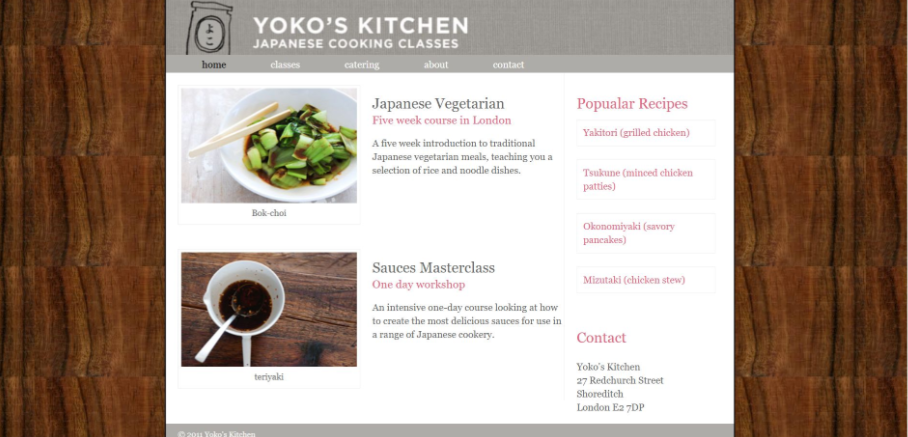 よこ
YOKO'S KITCHEN
JAPANESE COOKING CLASSES
home classes catering about contact
Japanese Vegetarian
Five week course in London
A five week introduction to traditional
Japanese vegetarian meals, teaching you a
selection of rice and noodle dishes.
Bok-choi
Sauces Masterclass
One day workshop
An intensive one-day course looking at how
to create the most delicious sauces for use in
a range of Japanese cookery.
teriyaki
Popualar Recipes
Yakitori (grilled chicken)
Tsukune (minced chicken
patties)
Okonomiyaki (savory
pancakes)
Mizutaki (chicken stew)
Contact
Yoko's Kitchen
27 Redchurch Street
Shoreditch
London E2 7DP
© 2011 Yoko's Kitchen